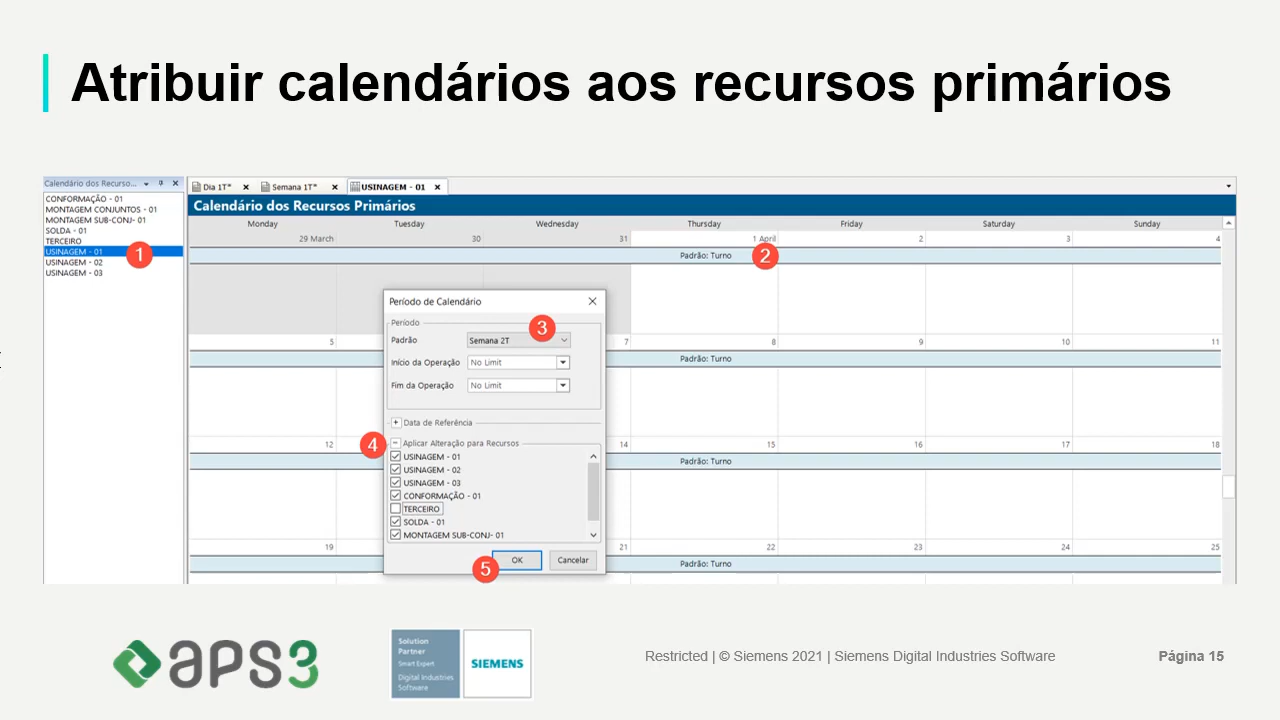 Atribuir calendários aos recursos primários
Calendário dos Recurso...
CONFORMAÇÃO - 01
MONTAGEM CONJUNTOS - 01
MONTAGEM SUB-CONJ- 01
SOLDA - 01
TERCEIRO
USINAGEM - 01
USINAGEM - 02
USINAGEM - 03
1
Dia 1T* Semana 1T* USINAGEM - 01
Calendário dos Recursos Primários
Monday Tuesday Wednesday Thursday Friday Saturday Sunday
29 March 30 31 1 April 2 3 4
Padrão: Turno
2
5 7 8 9 10 11
Padrão: Turno
12 14 15 16 17 18
Padrão: Turno
19 21 22 23 24 25
Padrão: Turno
Período de Calendário
Período
3
Padrão Semana 2T
Início da Operação No Limit
Fim da Operação No Limit
Data de Referência
4
Aplicar Alteração para Recursos
USINAGEM - 01
USINAGEM - 02
USINAGEM - 03
CONFORMAÇÃO - 01
TERCEIRO
SOLDA - 01
MONTAGEM SUB-CONJ- 01
5
OK Cancelar
aPS3
Solution
Partner
Smart Expert
Digital Industries
Software
SIEMENS
Restricted | © Siemens 2021 | Siemens Digital Industries Software
Página 15